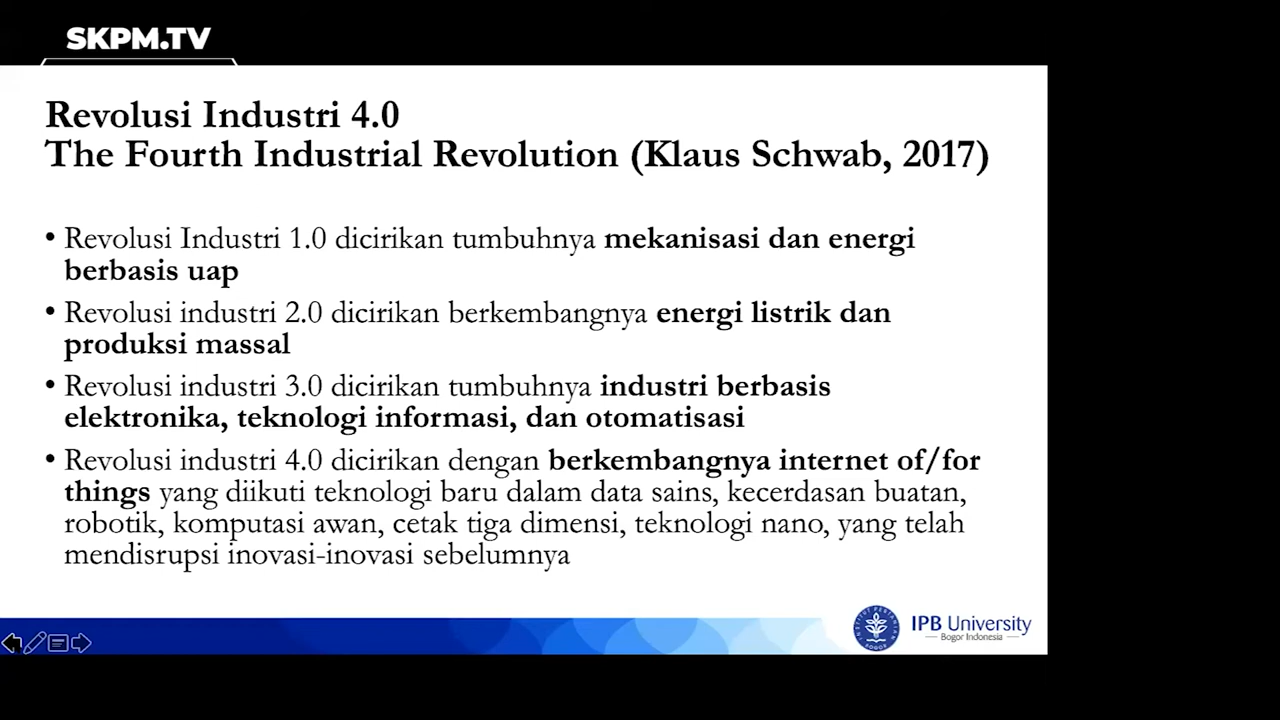 SKPM.TV
Revolusi Industri 4.0
The Fourth Industrial Revolution (Klaus Schwab, 2017)
• Revolusi Industri 1.0 dicirikan tumbuhnya mekanisasi dan energi
berbasis uap
• Revolusi industri 2.0 dicirikan berkembangnya energi listrik dan
produksi massal
• Revolusi industri 3.0 dicirikan tumbuhnya industri berbasis
elektronika, teknologi informasi, dan otomatisasi
• Revolusi industri 4.0 dicirikan dengan berkembangnya internet of/for
things yang diikuti teknologi baru dalam data sains, kecerdasan buatan,
robotik, komputasi awan, cetak tiga dimensi, teknologi nano, yang telah
mendisrupsi inovasi-inovasi sebelumnya
IPB University
Bogor Indonesia